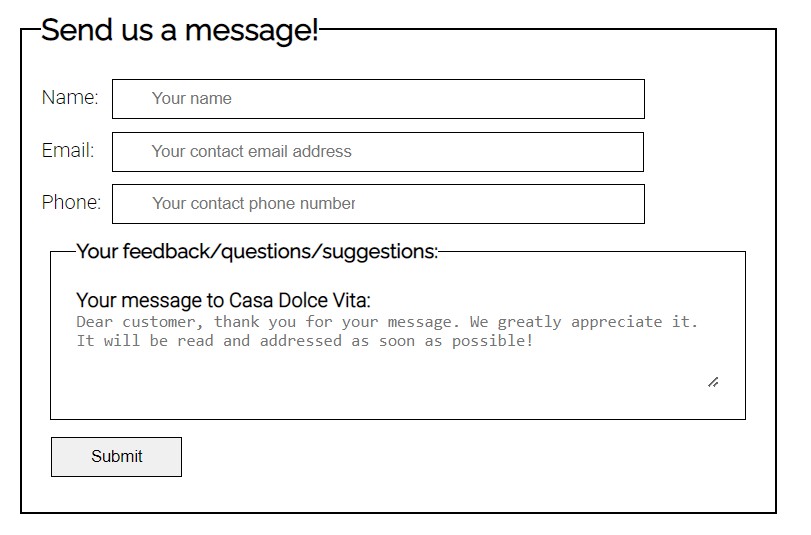 Send us a message!
Name: Your name
Email: Your contact email address
Phone: Your contact phone number
Your feedback/questions/suggestions:
Your message to Casa Dolce Vita:
Dear customer, thank you for your message. We greatly appreciate it.
It will be read and addressed as soon as possible!
Submit